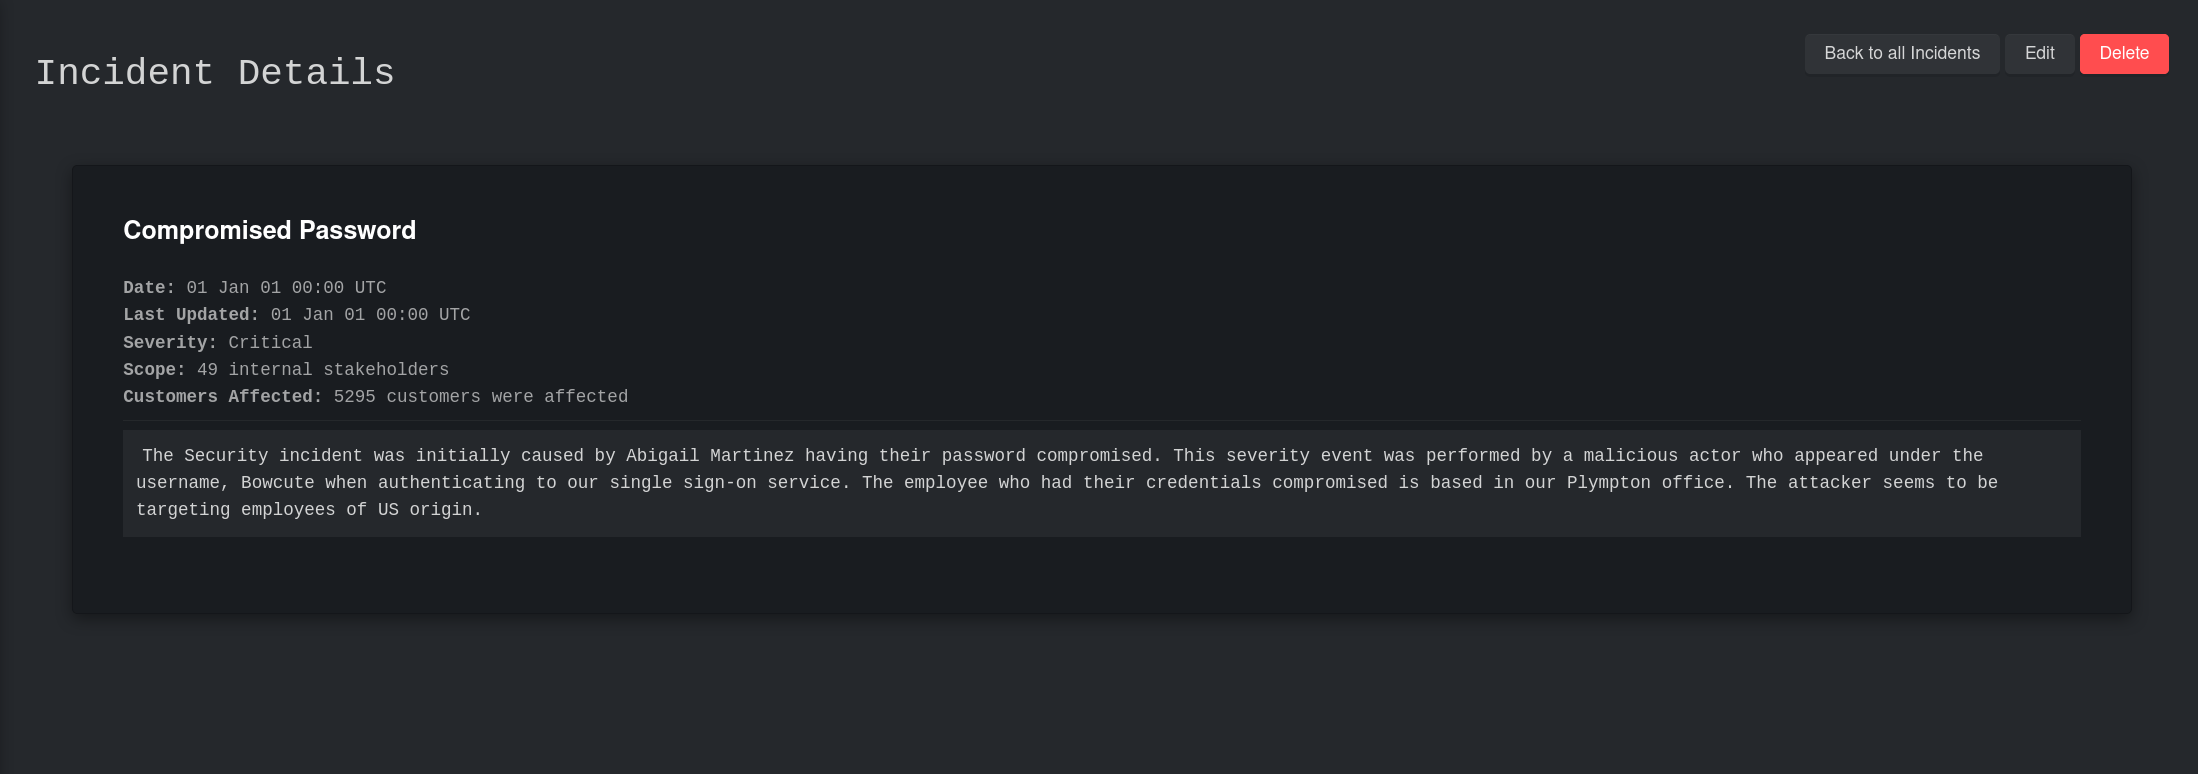 Incident Details
Back to all Incidents Edit Delete
Compromised Password
Date: 01 Jan 01 00:00 UTC
Last Updated: 01 Jan 01 00:00 UTC
Severity: Critical
Scope: 49 internal stakeholders
Customers Affected: 5295 customers were affected
The Security incident was initially caused by Abigail Martinez having their password compromised. This severity event was performed by a malicious actor who appeared under the
username, Bowcute when authenticating to our single sign-on service. The employee who had their credentials compromised is based in our Plympton office. The attacker seems to be
targeting employees of US origin.